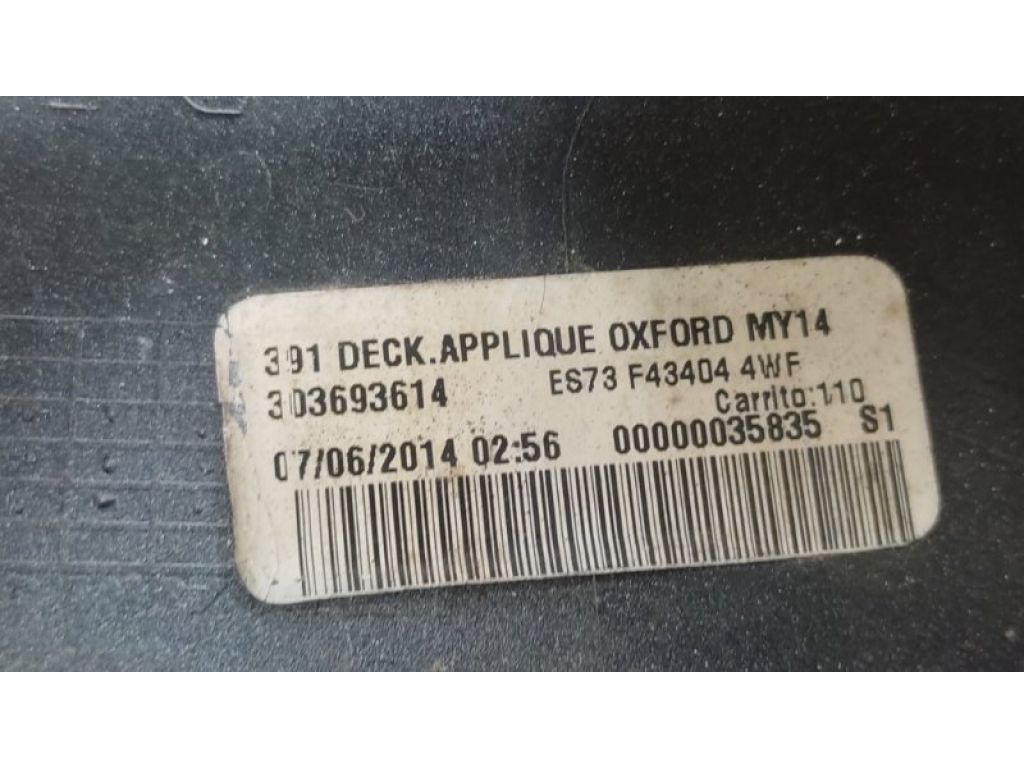 391 DECK.APPLIQUE OXFORD MY14
303693614
ES73 F43404 4WF
Carrito:110
07/06/2014 02:56 00000035835 S1